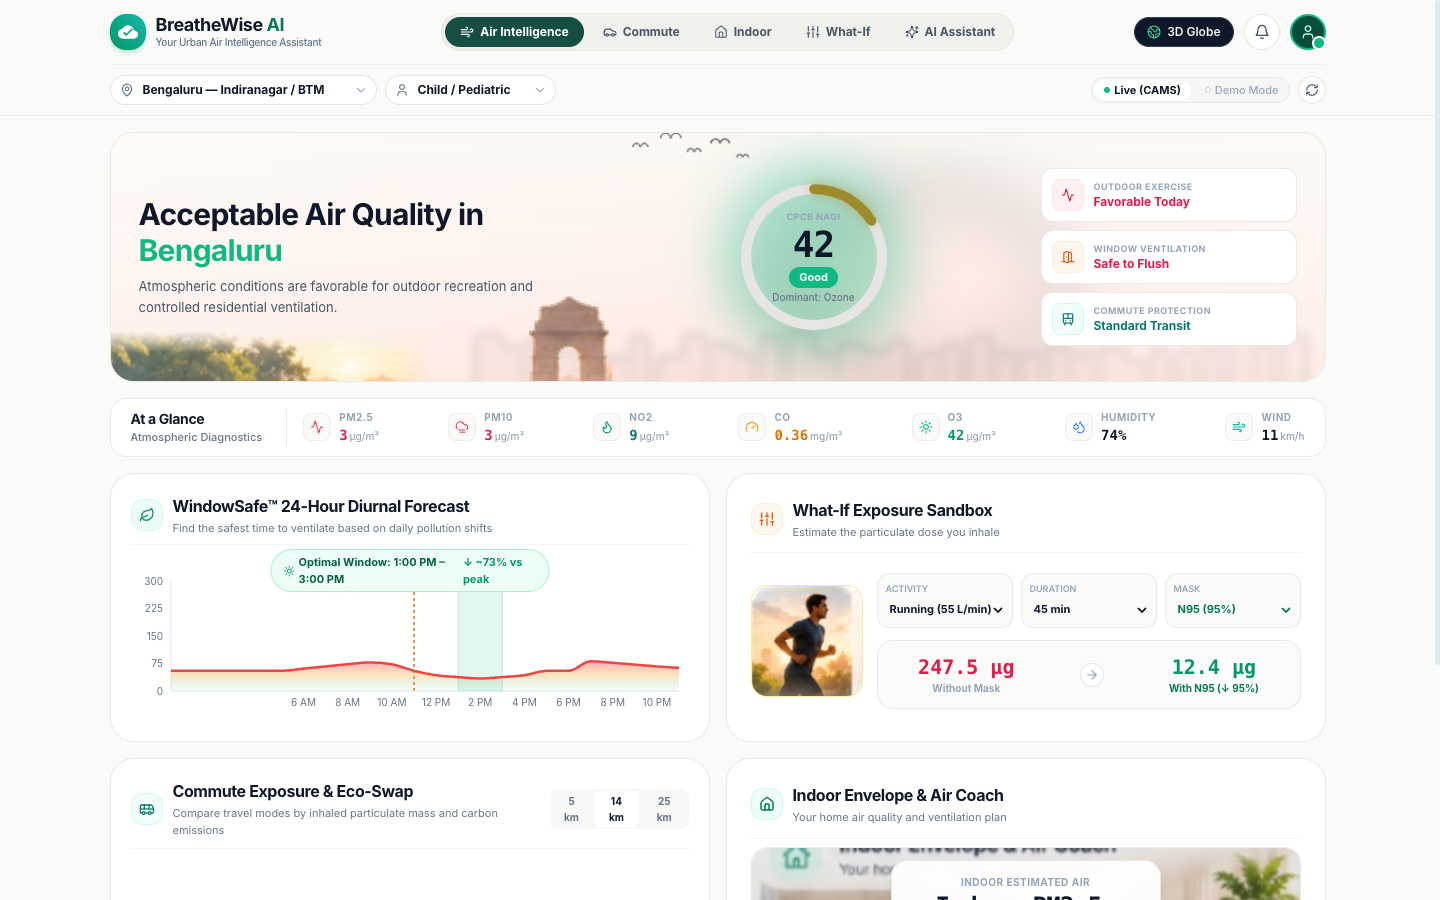 BreatheWise AI
Your Urban Air Intelligence Assistant
Air Intelligence
Commute
Indoor
What-If
AI Assistant
3D Globe
Bengaluru — Indiranagar / BTM
Child / Pediatric
Live (CAMS)
Demo Mode
Acceptable Air Quality in
Bengaluru
Atmospheric conditions are favorable for outdoor recreation and
controlled residential ventilation.
CPCB NAQI
42
Good
Dominant: Ozone
OUTDOOR EXERCISE
Favorable Today
WINDOW VENTILATION
Safe to Flush
COMMUTE PROTECTION
Standard Transit
At a Glance
Atmospheric Diagnostics
PM2.5
3 µg/m³
PM10
3 µg/m³
NO2
9 µg/m³
CO
0.36 mg/m³
O3
42 µg/m³
HUMIDITY
74%
WIND
11 km/h
WindowSafe™ 24-Hour Diurnal Forecast
Find the safest time to ventilate based on daily pollution shifts
Optimal Window: 1:00 PM –
3:00 PM
↓ ~73% vs
peak
300
225
150
75
0
6 AM
8 AM
10 AM
12 PM
2 PM
4 PM
6 PM
8 PM
10 PM
What-If Exposure Sandbox
Estimate the particulate dose you inhale
ACTIVITY
Running (55 L/min)
DURATION
45 min
MASK
N95 (95%)
247.5 µg
Without Mask
12.4 µg
With N95 (↓ 95%)
Commute Exposure & Eco-Swap
Compare travel modes by inhaled particulate mass and carbon
emissions
5
km
14
km
25
km
Indoor Envelope & Air Coach
Your home air quality and ventilation plan
Indoor Envelope & Air Coach
Your ho
INDOOR ESTIMATED AIR